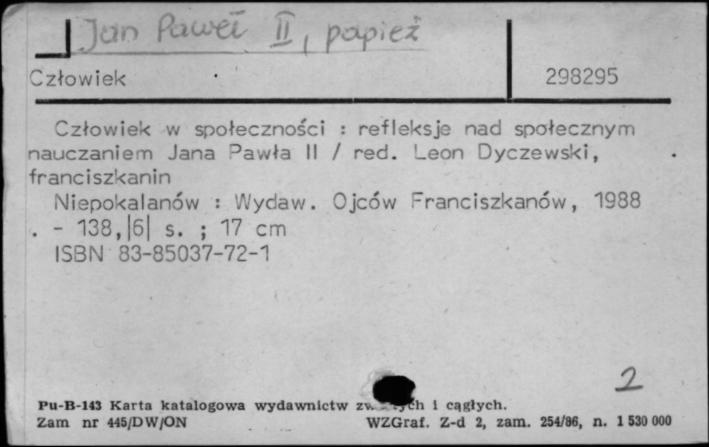 Jan Paweł II, papież
Człowiek 298295
Człowiek w społeczności : refleksje nad społecznym
nauczaniem Jana Pawła II / red. Leon Dyczewski,
franciszkanin
Niepokalanów : Wydaw. Ojców Franciszkanów, 1988
. - 138,|6| s. ; 17 cm
ISBN 83-85037-72-1
2
Pu-B-143 Karta katalogowa wydawnictw i ciągłych.
Zam nr 445/DW/ON WZGraf. Z-d 2, zam. 254/86, n. 1 530 000